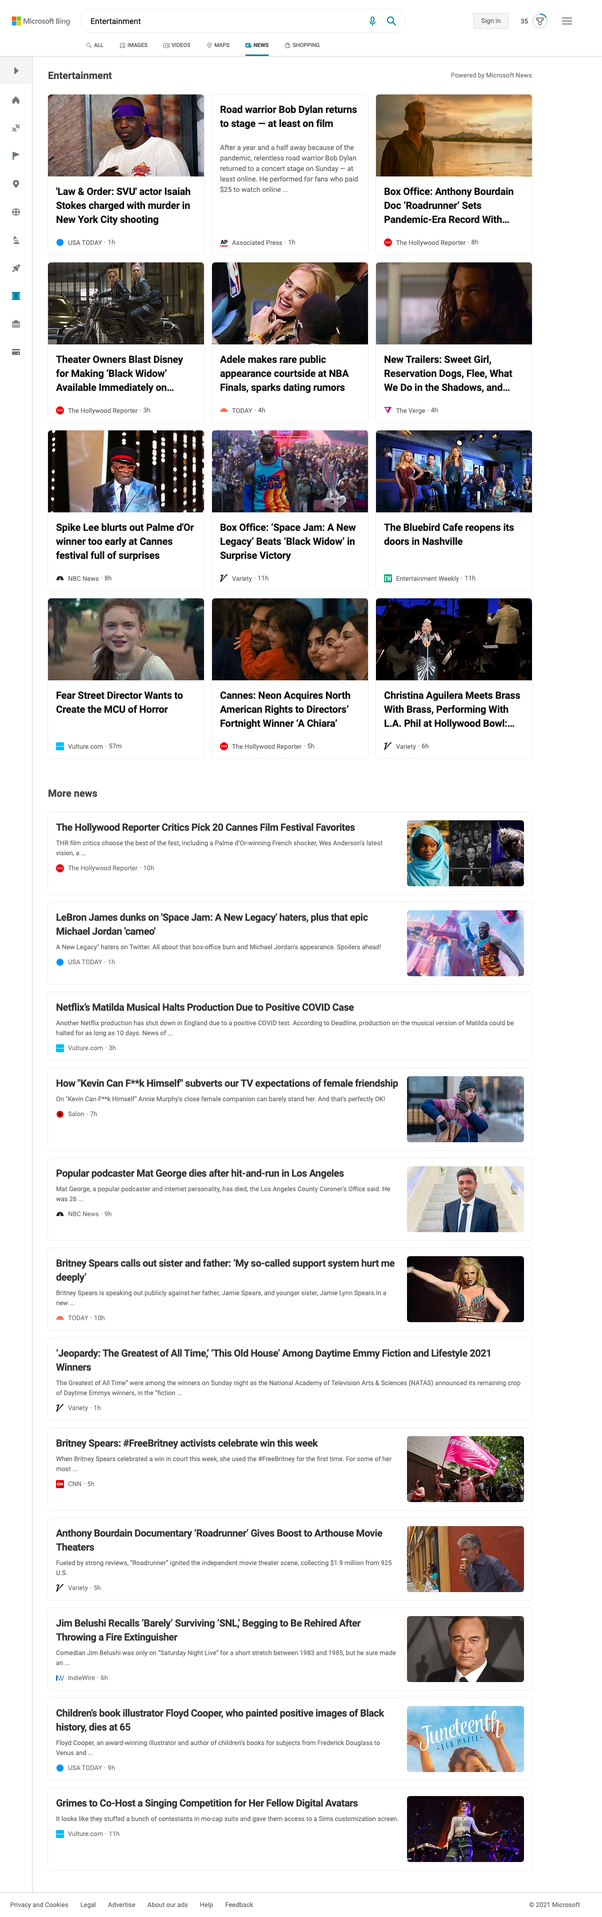 Microsoft Bing
Entertainment
Sign in
35
ALL
IMAGES
VIDEOS
MAPS
NEWS
SHOPPING
Entertainment
Powered by Microsoft News
'Law & Order: SVU' actor Isaiah
Stokes charged with murder in
New York City shooting
USA TODAY · 1h
Road warrior Bob Dylan returns
to stage — at least on film
After a year and a half away because of the
pandemic, relentless road warrior Bob Dylan
returned to a concert stage on Sunday — at
least online. He performed for fans who paid
$25 to watch online ...
AP
Associated Press · 1h
Box Office: Anthony Bourdain
Doc ‘Roadrunner’ Sets
Pandemic-Era Record With...
The Hollywood Reporter · 8h
Theater Owners Blast Disney
for Making ‘Black Widow’
Available Immediately on...
The Hollywood Reporter · 3h
Adele makes rare public
appearance courtside at NBA
Finals, sparks dating rumors
TODAY · 4h
New Trailers: Sweet Girl,
Reservation Dogs, Flee, What
We Do in the Shadows, and...
The Verge · 4h
Spike Lee blurts out Palme d'Or
winner too early at Cannes
festival full of surprises
NBC News · 8h
Box Office: ‘Space Jam: A New
Legacy’ Beats ‘Black Widow’ in
Surprise Victory
Variety · 11h
The Bluebird Cafe reopens its
doors in Nashville
Entertainment Weekly · 11h
Fear Street Director Wants to
Create the MCU of Horror
Vulture.com · 57m
Cannes: Neon Acquires North
American Rights to Directors’
Fortnight Winner ‘A Chiara’
The Hollywood Reporter · 5h
Christina Aguilera Meets Brass
With Brass, Performing With
L.A. Phil at Hollywood Bowl:...
Variety · 6h
More news
The Hollywood Reporter Critics Pick 20 Cannes Film Festival Favorites
THR film critics choose the best of the fest, including a Palme d'Or-winning French shocker, Wes Anderson's latest
vision, a ...
The Hollywood Reporter · 10h
LeBron James dunks on 'Space Jam: A New Legacy' haters, plus that epic
Michael Jordan 'cameo'
A New Legacy" haters on Twitter. All about that box-office burn and Michael Jordan's appearance. Spoilers ahead!
USA TODAY · 1h
Netflix’s Matilda Musical Halts Production Due to Positive COVID Case
Another Netflix production has shut down in England due to a positive COVID test. According to Deadline, production on the musical version of Matilda could be
halted for as long as 10 days. News of ...
Vulture.com · 3h
How "Kevin Can F**k Himself" subverts our TV expectations of female friendship
On "Kevin Can F**k Himself" Annie Murphy's close female companion can barely stand her. And that's perfectly OK!
Salon · 7h
Popular podcaster Mat George dies after hit-and-run in Los Angeles
Mat George, a popular podcaster and internet personality, has died, the Los Angeles County Coroner's Office said. He
was 26 ...
NBC News · 9h
Britney Spears calls out sister and father: ‘My so-called support system hurt me
deeply’
Britney Spears is speaking out publicly against her father, Jamie Spears, and younger sister, Jamie Lynn Spears.In a
new ...
TODAY · 10h
‘Jeopardy: The Greatest of All Time,’ ‘This Old House’ Among Daytime Emmy Fiction and Lifestyle 2021
Winners
The Greatest of All Time” were among the winners on Sunday night as the National Academy of Television Arts & Sciences (NATAS) announced its remaining crop
of Daytime Emmys winners, in the “fiction ...
Variety · 1h
Britney Spears: #FreeBritney activists celebrate win this week
When Britney Spears celebrated a win in court this week, she used the #FreeBritney for the first time. For some of her
most ...
CNN · 5h
Anthony Bourdain Documentary ‘Roadrunner’ Gives Boost to Arthouse Movie
Theaters
Fueled by strong reviews, “Roadrunner” ignited the independent movie theater scene, collecting $1.9 million from 925
U.S.
Variety · 5h
Jim Belushi Recalls ‘Barely’ Surviving ‘SNL,’ Begging to Be Rehired After
Throwing a Fire Extinguisher
Comedian Jim Belushi was only on "Saturday Night Live" for a short stretch between 1983 and 1985, but he sure made
an ...
IndieWire · 6h
Children's book illustrator Floyd Cooper, who painted positive images of Black
history, dies at 65
Floyd Cooper, an award-winning illustrator and author of children's books for subjects from Frederick Douglass to
Venus and ...
USA TODAY · 9h
Juneteenth
FOR MAZIE
Grimes to Co-Host a Singing Competition for Her Fellow Digital Avatars
It looks like they stuffed a bunch of contestants in mo-cap suits and gave them access to a Sims customization screen.
Vulture.com · 11h
Privacy and Cookies
Legal
Advertise
About our ads
Help
Feedback
© 2021 Microsoft